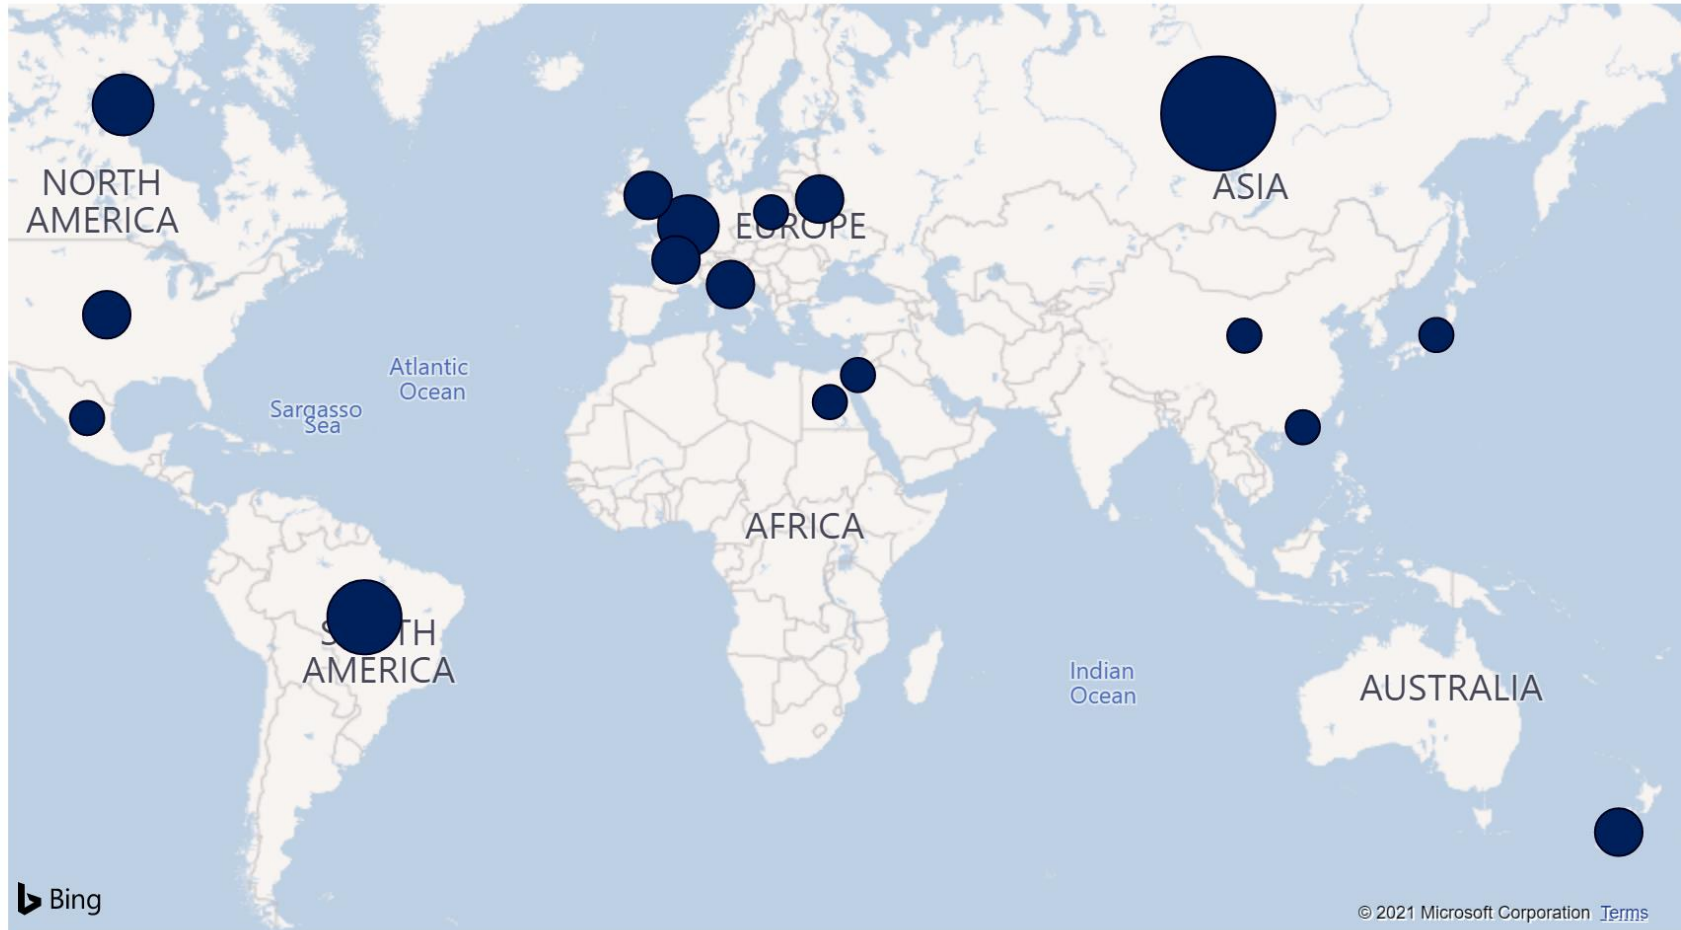 NORTH
AMERICA
ASIA
EUROPE
Atlantic
Ocean
Sargasso
Sea
AFRICA
AMERICA
Indian
Ocean
AUSTRALIA
Bing
© 2021 Microsoft Corporation Terms